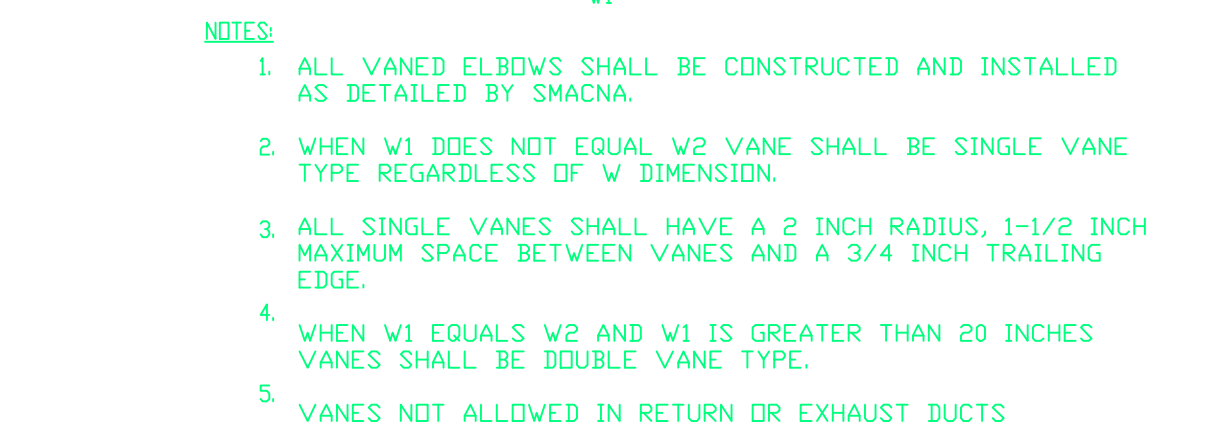 W1
NOTES:
1. ALL VANED ELBOWS SHALL BE CONSTRUCTED AND INSTALLED
AS DETAILED BY SMACNA.
2. WHEN W1 DOES NOT EQUAL W2 VANE SHALL BE SINGLE VANE
TYPE REGARDLESS OF W DIMENSION.
3. ALL SINGLE VANES SHALL HAVE A 2 INCH RADIUS, 1-1/2 INCH
MAXIMUM SPACE BETWEEN VANES AND A 3/4 INCH TRAILING
EDGE.
4.
WHEN W1 EQUALS W2 AND W1 IS GREATER THAN 20 INCHES
VANES SHALL BE DOUBLE VANE TYPE.
5.
VANES NOT ALLOWED IN RETURN OR EXHAUST DUCTS